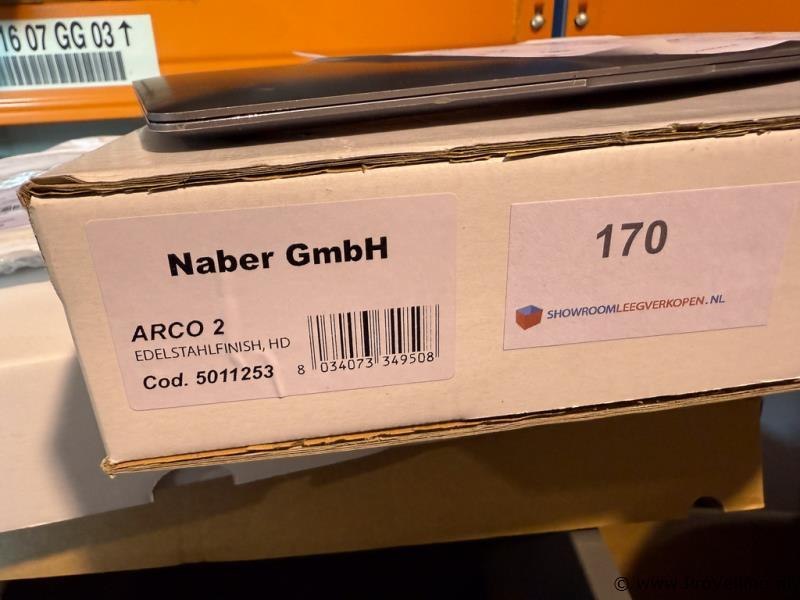 16 07 GG 03↑
Naber GmbH
ARCO 2
EDELSTAHLFINISH, HD
Cod. 5011253
8 034073 349508
170
SHOWROOMLEEGVERKOPEN.NL